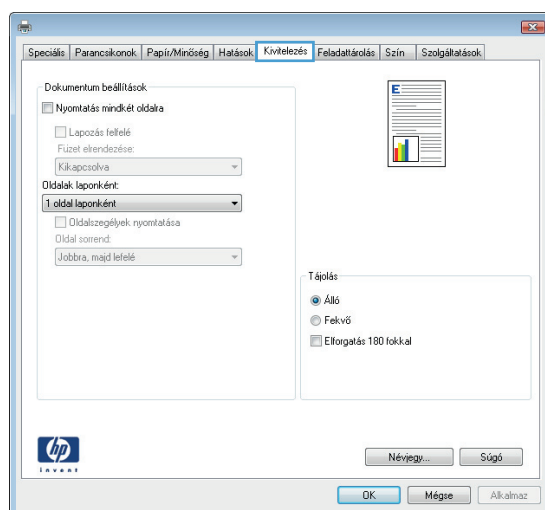 Speciális Parancsikonok Papír/Minőség Hatások Kivitelezés Feladattárolás Szín Szolgáltatások
Dokumentum beállítások
Nyomtatás mindkét oldalra
Lapozás felfelé
Füzet elrendezése:
Kikapcsolva
Oldalak laponként:
1 oldal laponként
Oldalszegélyek nyomtatása
Oldal sorrend:
Jobbra, majd lefelé
E
Tájolás
Álló
Fekvő
Elforgatás 180 fokkal
hp
invent
Névjegy... Súgó
OK Mégse Alkalmaz